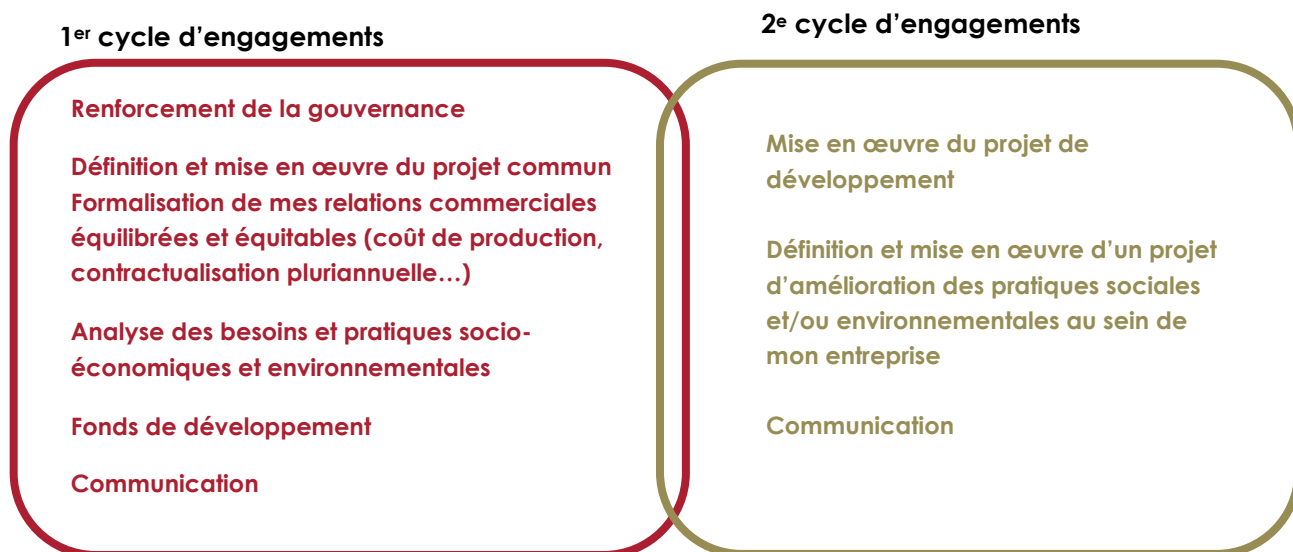 1er cycle d’engagements
Renforcement de la gouvernance
Définition et mise en œuvre du projet commun
Formalisation de mes relations commerciales
équilibrées et équitables (coût de production,
contractualisation pluriannuelle…)
Analyse des besoins et pratiques socio-
économiques et environnementales
Fonds de développement
Communication
2e cycle d’engagements
Mise en œuvre du projet de
développement
Définition et mise en œuvre d’un projet
d’amélioration des pratiques sociales
et/ou environnementales au sein de
mon entreprise
Communication